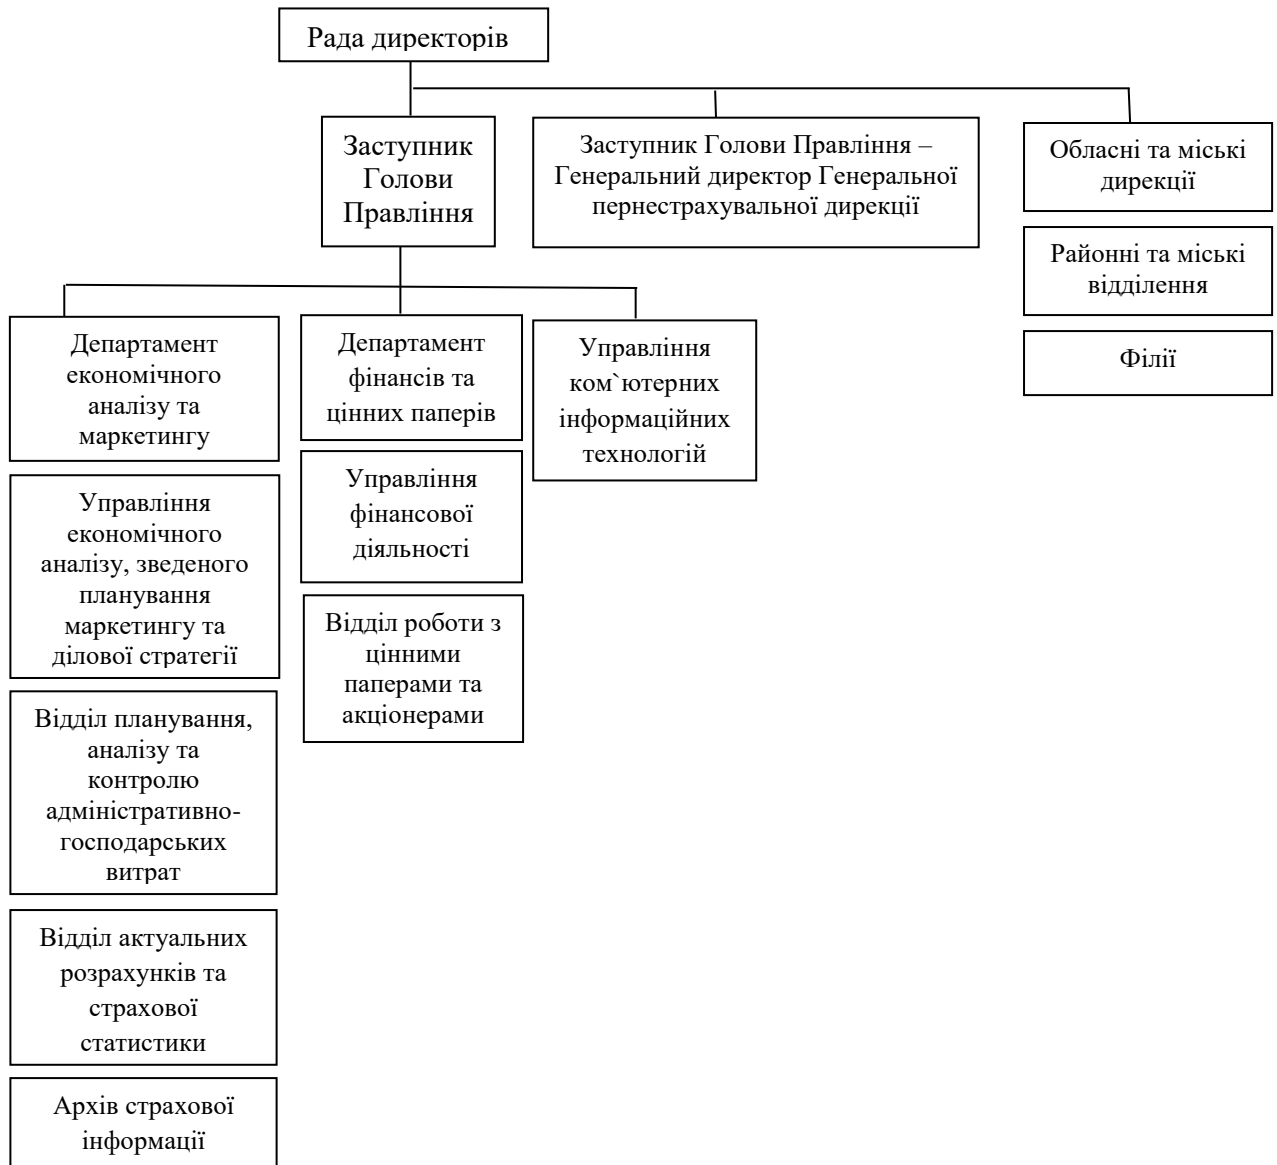 Рада директорів
Заступник
Голови
Правління
Заступник Голови Правління –
Генеральний директор Генеральної
пернестрахувальної дирекції
Обласні та міські
дирекції
Районні та міські
відділення
Філії
Департамент
економічного
аналізу та
маркетингу
Управління
економічного
аналізу, зведеного
планування
маркетингу та
ділової стратегії
Відділ планування,
аналізу та
контролю
адміністративно-
господарських
витрат
Відділ актуальних
розрахунків та
страхової
статистики
Архів страхової
інформації
Департамент
фінансів та
цінних паперів
Управління
фінансової
діяльності
Відділ роботи з
цінними
паперами та
акціонерами
Управління
ком`ютерних
інформаційних
технологій